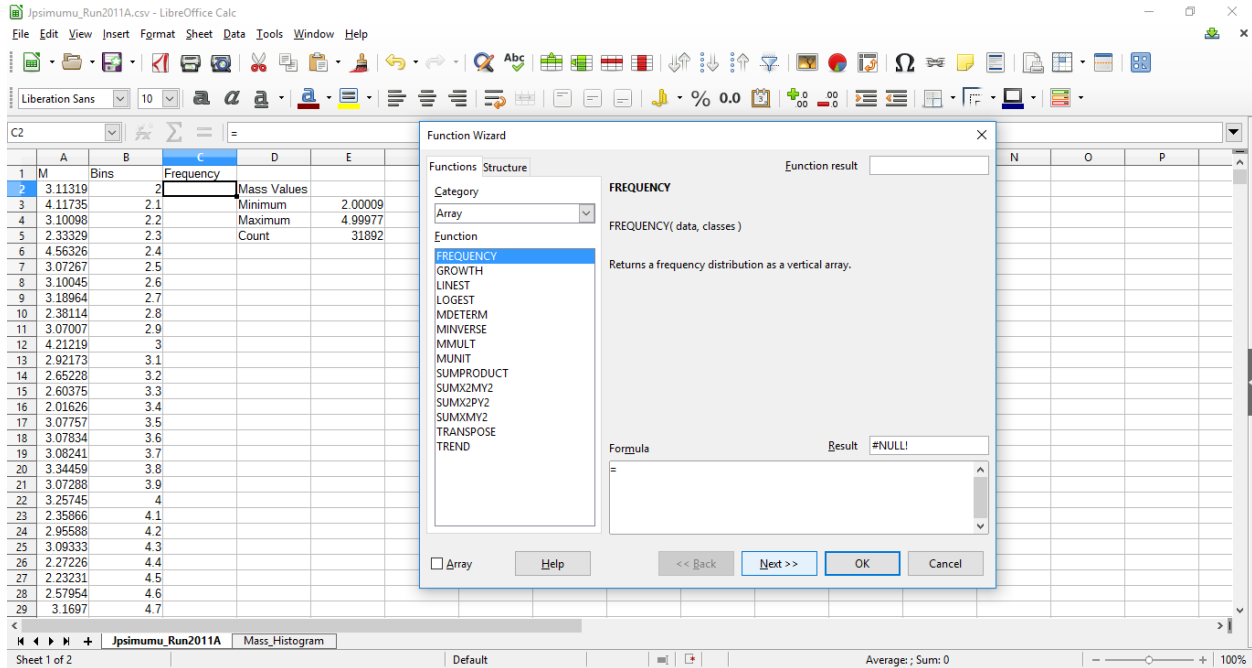 Jpsimumu_Run2011A.csv - LibreOffice Calc
File Edit View Insert Format Sheet Data Tools Window Help
Abc
Liberation Sans 10 a a a a % 0.0
C2 =
A B C D E N O P
1 M Bins Frequency
2 3.11319 2 Mass Values
3 4.11735 2.1 Minimum 2.00009
4 3.10098 2.2 Maximum 4.99977
5 2.33329 2.3 Count 31892
6 4.56326 2.4
7 3.07267 2.5
8 3.10045 2.6
9 3.18964 2.7
10 2.38114 2.8
11 3.07007 2.9
12 4.21219 3
13 2.92173 3.1
14 2.65228 3.2
15 2.60375 3.3
16 2.01626 3.4
17 3.07757 3.5
18 3.07834 3.6
19 3.08241 3.7
20 3.34459 3.8
21 3.07288 3.9
22 3.25745 4
23 2.35866 4.1
24 2.95588 4.2
25 3.09333 4.3
26 2.27226 4.4
27 2.23231 4.5
28 2.57954 4.6
29 3.1697 4.7
Function Wizard
Functions Structure
Function result
Category
Array
Function
FREQUENCY
GROWTH
LINEST
LOGEST
MDETERM
MINVERSE
MMULT
MUNIT
SUMPRODUCT
SUMX2MY2
SUMX2PY2
SUMXMY2
TRANSPOSE
TREND
FREQUENCY
FREQUENCY( data, classes )
Returns a frequency distribution as a vertical array.
Formula Result #NULL!
=
Array Help << Back Next >> OK Cancel
Jpsimumu_Run2011A Mass_Histogram
Sheet 1 of 2 Default Average: ; Sum: 0 100%